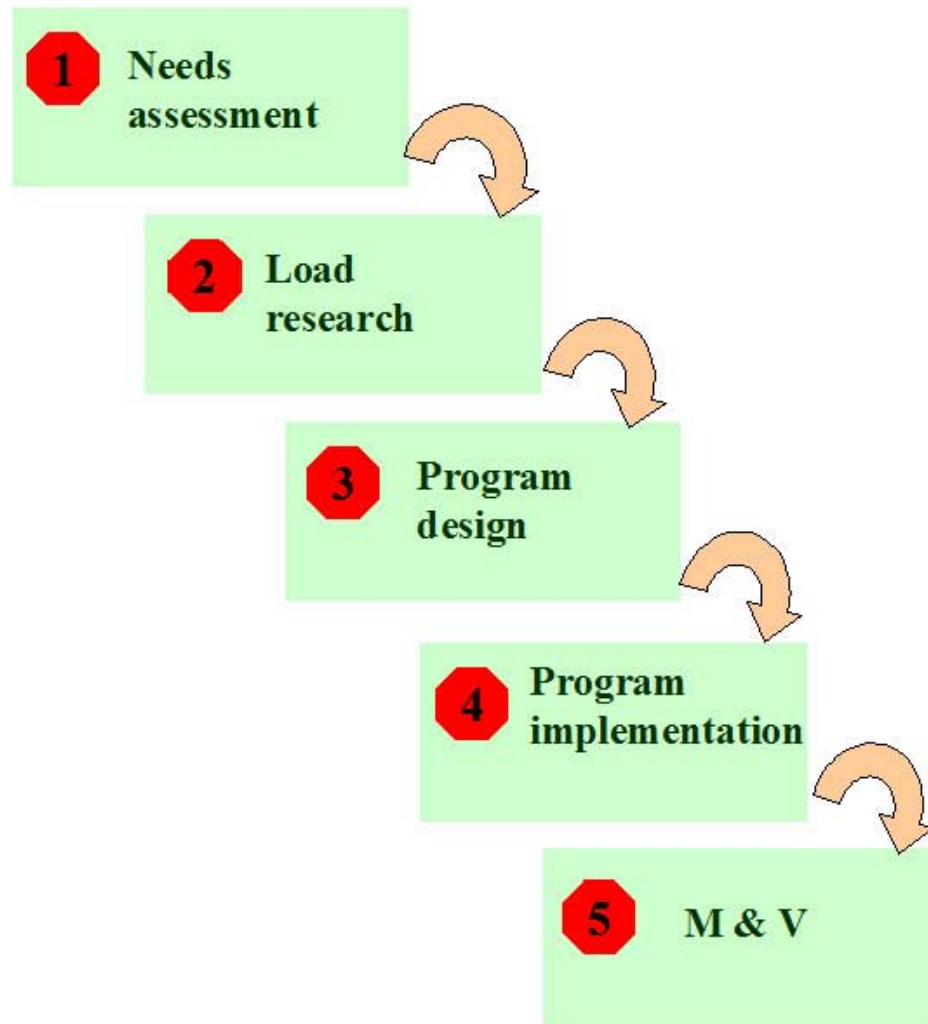 1
Needs
assessment
2
Load
research
3
Program
design
4
Program
implementation
5
M & V